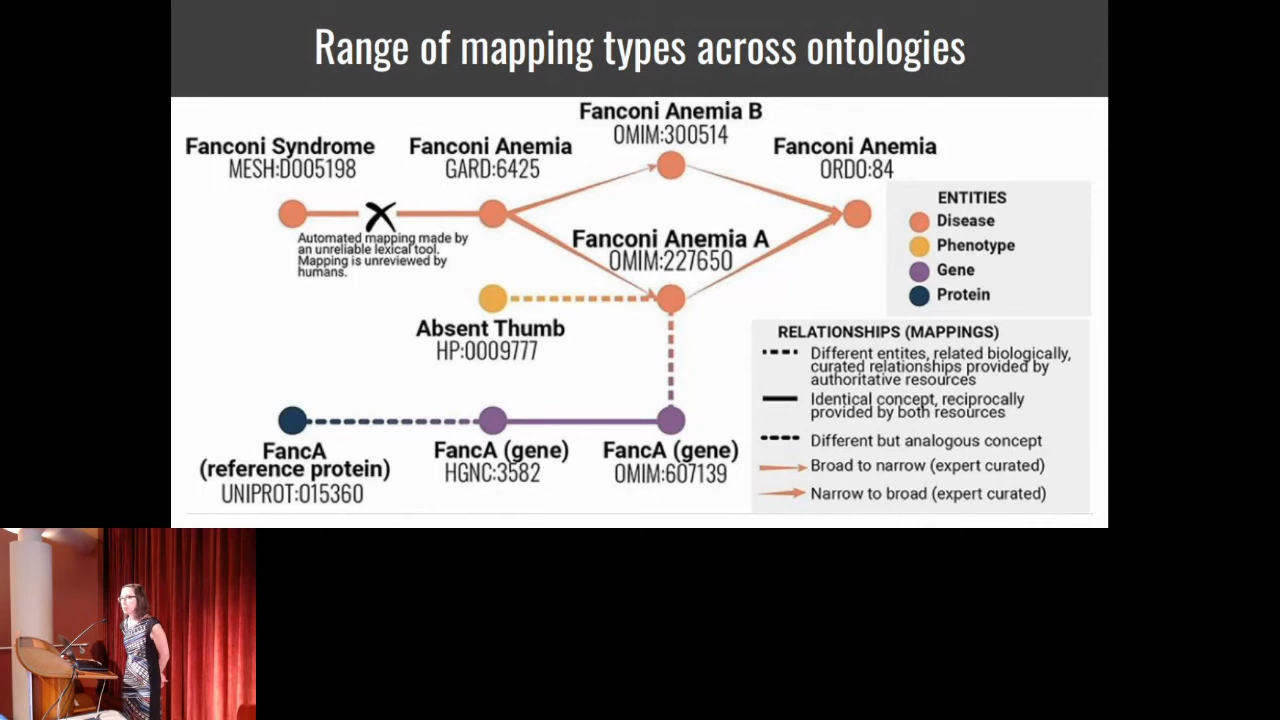 Range of mapping types across ontologies
Fanconi Anemia B
OMIM:300514
Fanconi Syndrome
MESH:D005198
Fanconi Anemia
GARD:6425
Fanconi Anemia
ORDO:84
Automated mapping made by
an unreliable lexical tool.
Mapping is unreviewed by
humans.
Fanconi Anemia A
OMIM:227650
Absent Thumb
HP:0009777
FancA
(reference protein)
UNIPROT:O15360
FancA (gene)
HGNC:3582
FancA (gene)
OMIM:607139
ENTITIES
Disease
Phenotype
Gene
Protein
RELATIONSHIPS (MAPPINGS)
Different entites, related biologically,
curated relationships provided by
authoritative resources
Identical concept, reciprocally
provided by both resources
Different but analogous concept
Broad to narrow (expert curated)
Narrow to broad (expert curated)